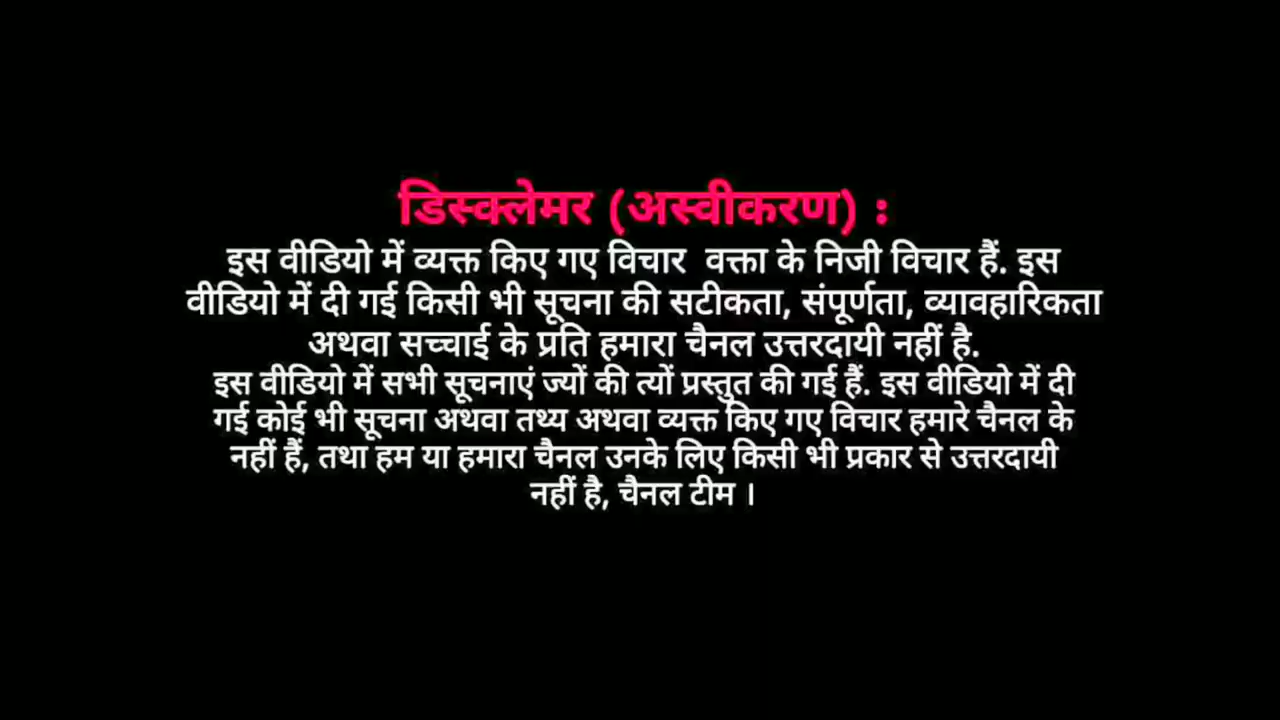 डिस्क्लेमर (अस्वीकरण) :
इस वीडियो में व्यक्त किए गए विचार वक्ता के निजी विचार हैं. इस
वीडियो में दी गई किसी भी सूचना की सटीकता, संपूर्णता, व्यावहारिकता
अथवा सच्चाई के प्रति हमारा चैनल उत्तरदायी नहीं है.
इस वीडियो में सभी सूचनाएं ज्यों की त्यों प्रस्तुत की गई हैं. इस वीडियो में दी
गई कोई भी सूचना अथवा तथ्य अथवा व्यक्त किए गए विचार हमारे चैनल के
नहीं हैं, तथा हम या हमारा चैनल उनके लिए किसी भी प्रकार से उत्तरदायी
नहीं है, चैनल टीम ।